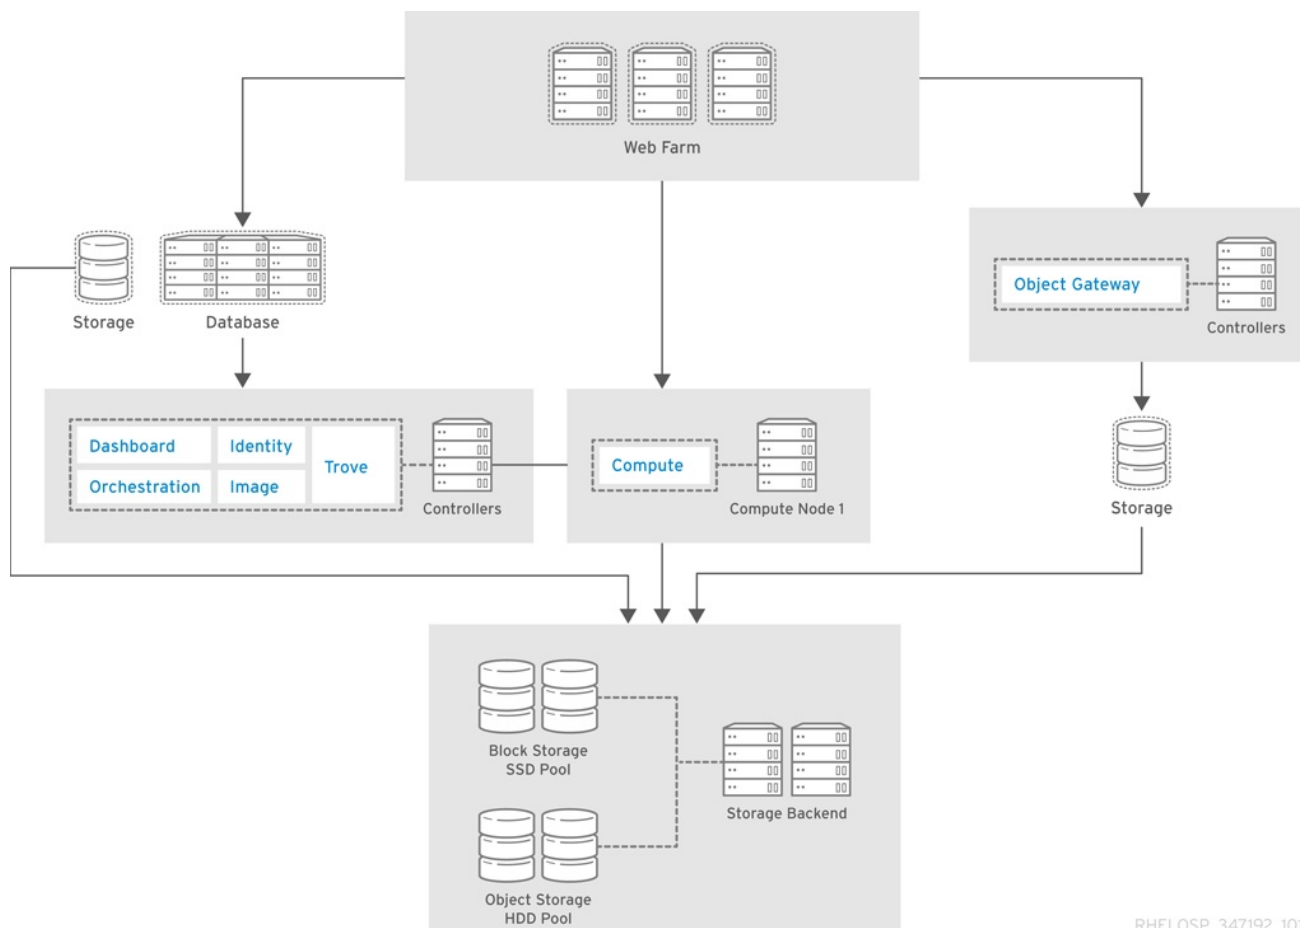 Web Farm
Storage
Database
Object Gateway
Controllers
Dashboard
Identity
Trove
Orchestration
Image
Controllers
Compute
Compute Node 1
Storage
Block Storage
SSD Pool
Storage Backend
Object Storage
HDD Pool